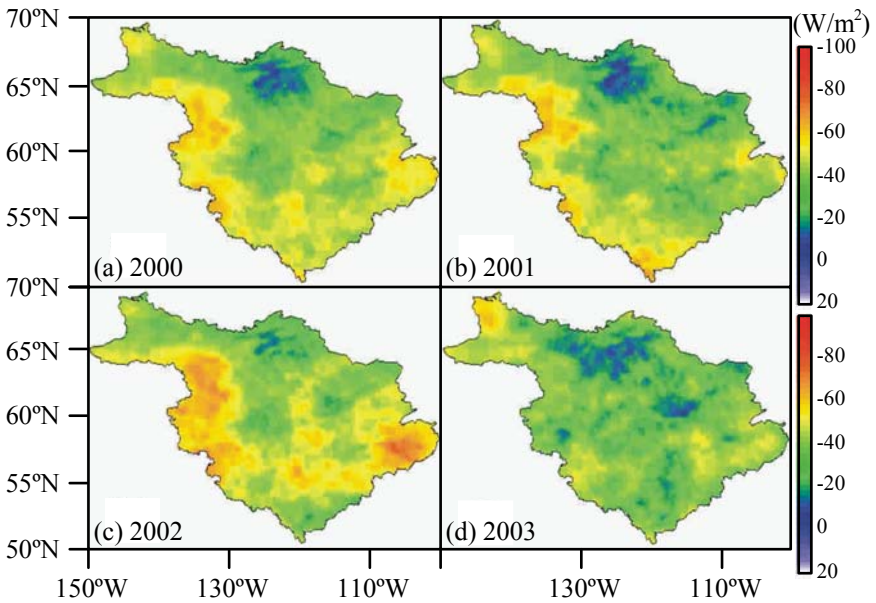 70ºN
65ºN
60ºN
55ºN
70ºN
65ºN
60ºN
55ºN
50ºN
(a) 2000
(b) 2001
(c) 2002
(d) 2003
150ºW
130ºW
110ºW
130ºW
110ºW
(W/m²)
-100
-80
-60
-40
-20
0
20
-80
-60
-40
-20
0
20